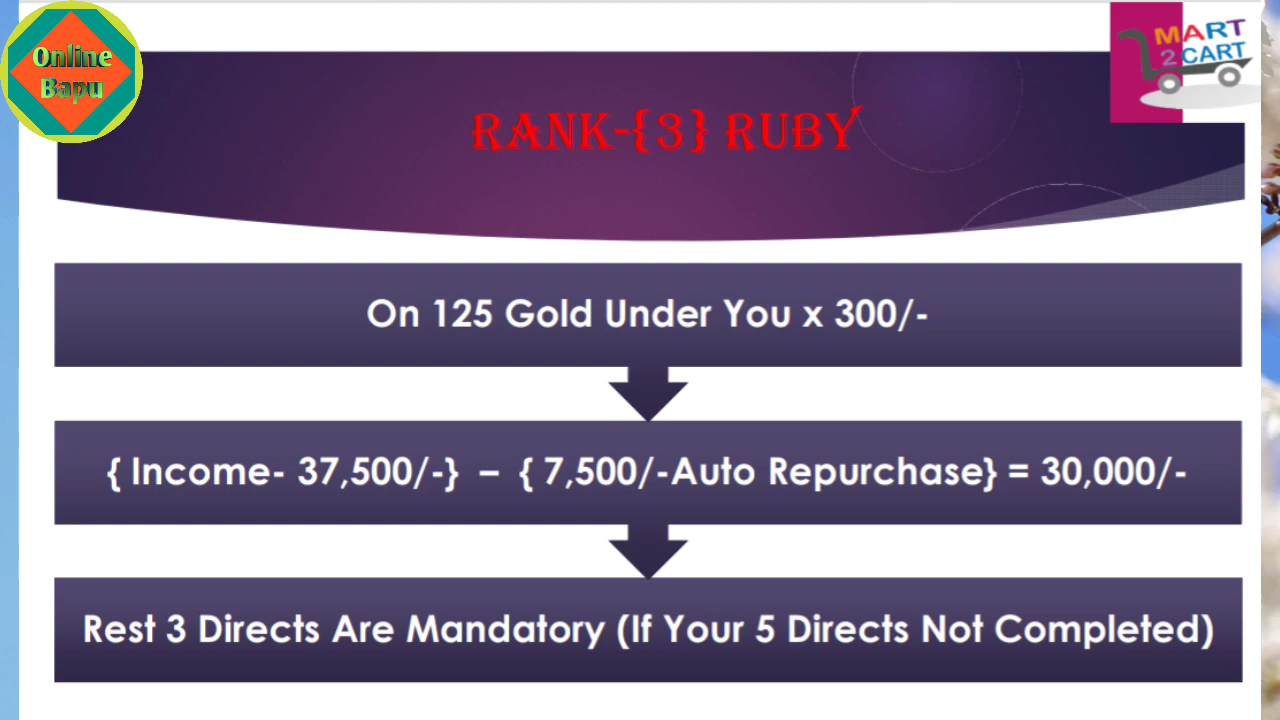 Online
Bapu
MART
2 CART
RANK-{3} RUBY
On 125 Gold Under You x 300/-
{ Income- 37,500/-} – { 7,500/-Auto Repurchase} = 30,000/-
Rest 3 Directs Are Mandatory (If Your 5 Directs Not Completed)